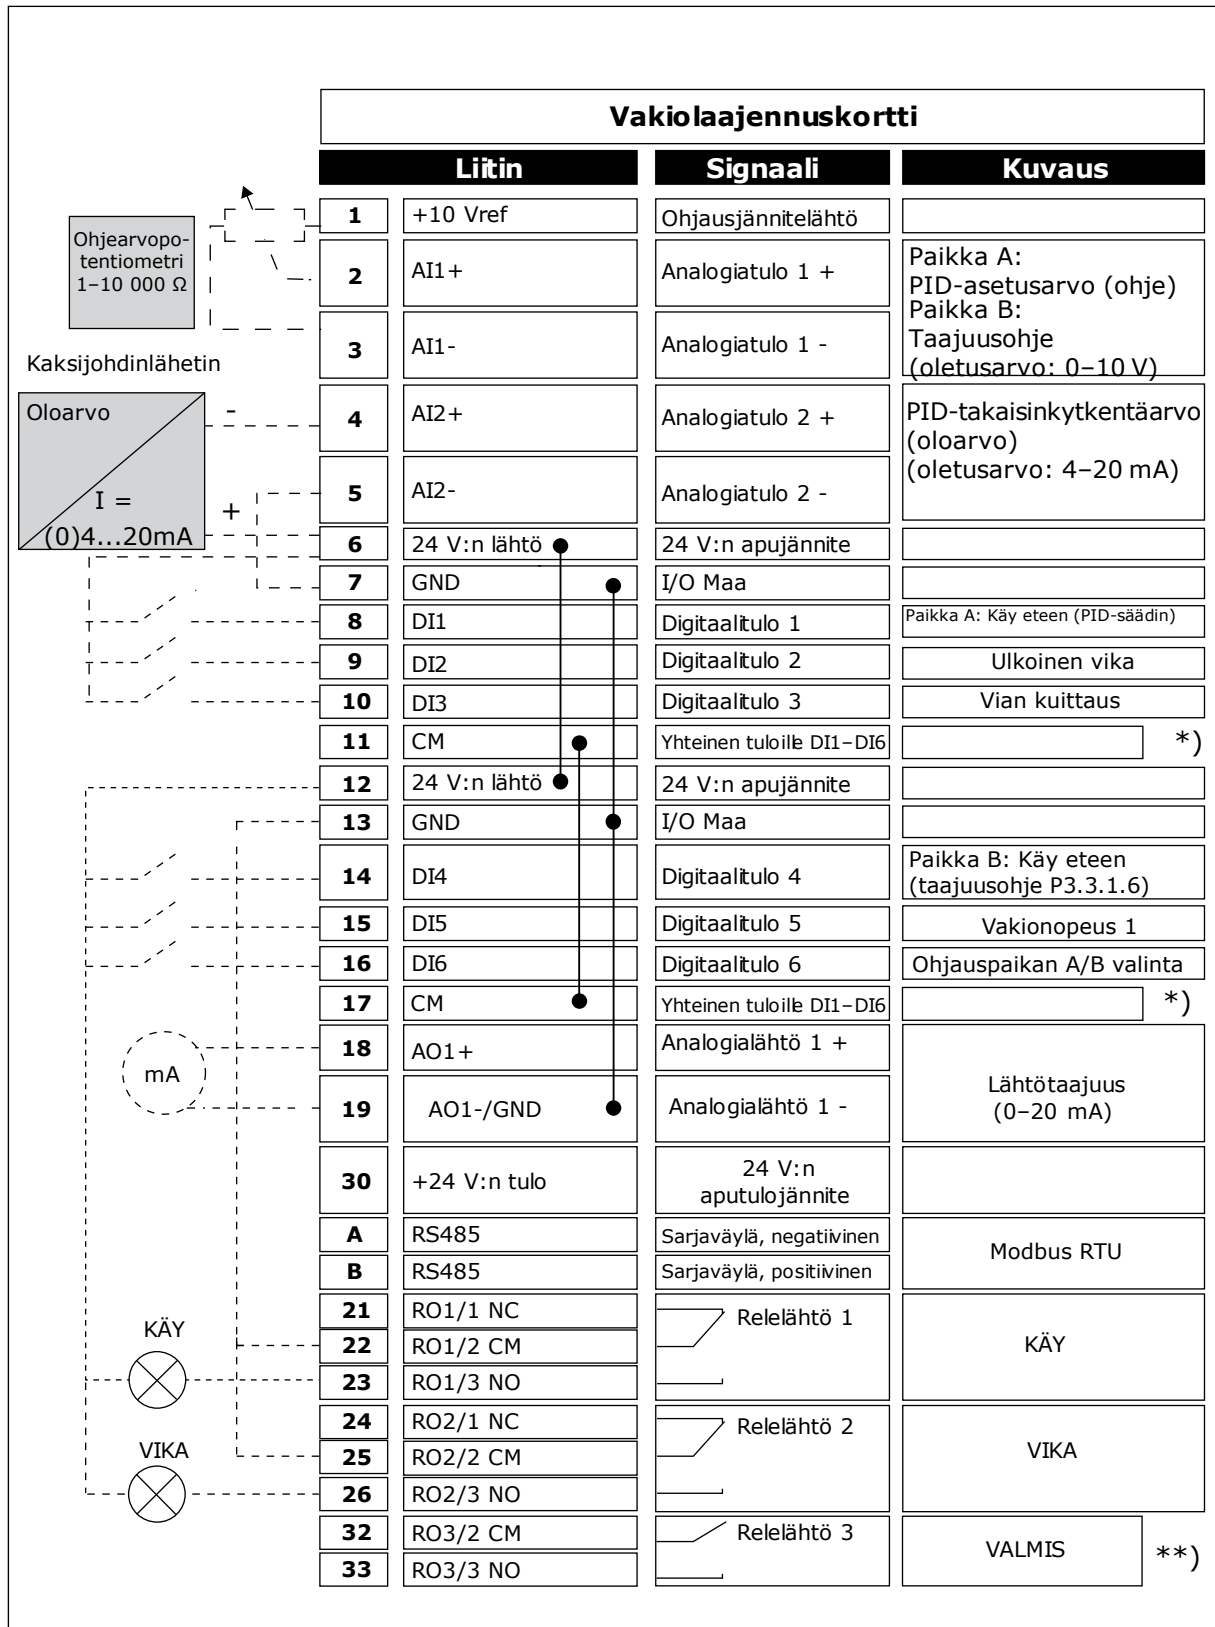 Vakiolaajennuskortti
Liitin Signaali Kuvaus
Ohjearvopo-
tentiometri
1–10 000 Ω
Kaksijohdinlähetin
Oloarvo
-
I =
+
(0)4...20mA
1 +10 Vref Ohjausjännitelähtö
2 AI1+ Analogiatulo 1 +
3 AI1- Analogiatulo 1 -
Paikka A:
PID-asetusarvo (ohje)
Paikka B:
Taajuusohje
(oletusarvo: 0–10 V)
4 AI2+ Analogiatulo 2 +
5 AI2- Analogiatulo 2 -
PID-takaisinkytkentäarvo
(oloarvo)
(oletusarvo: 4–20 mA)
6 24 V:n lähtö 24 V:n apujännite
7 GND I/O Maa
8 DI1 Digitaalitulo 1 Paikka A: Käy eteen (PID-säädin)
9 DI2 Digitaalitulo 2 Ulkoinen vika
10 DI3 Digitaalitulo 3 Vian kuittaus
11 CM Yhteinen tuloille DI1–DI6 *)
12 24 V:n lähtö 24 V:n apujännite
13 GND I/O Maa
14 DI4 Digitaalitulo 4
Paikka B: Käy eteen
(taajuusohje P3.3.1.6)
15 DI5 Digitaalitulo 5 Vakionopeus 1
16 DI6 Digitaalitulo 6 Ohjauspaikan A/B valinta
17 CM Yhteinen tuloille DI1–DI6 *)
mA
18 AO1+ Analogialähtö 1 +
19 AO1-/GND Analogialähtö 1 -
Lähtötaajuus
(0–20 mA)
30 +24 V:n tulo
24 V:n
aputulojännite
A RS485 Sarjaväylä, negatiivinen
B RS485 Sarjaväylä, positiivinen
Modbus RTU
KÄY
21 RO1/1 NC Relelähtö 1
22 RO1/2 CM KÄY
23 RO1/3 NO
VIKA
24 RO2/1 NC Relelähtö 2
25 RO2/2 CM VIKA
26 RO2/3 NO
32 RO3/2 CM Relelähtö 3
33 RO3/3 NO
VALMIS **)